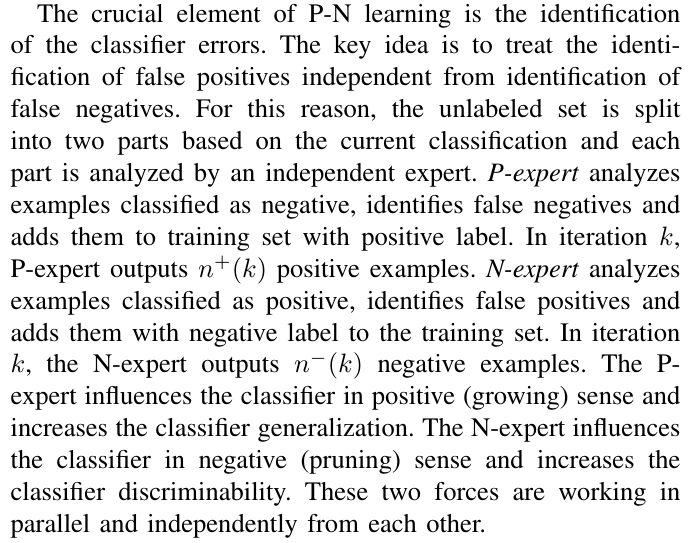 The crucial element of P-N learning is the identification
of the classifier errors. The key idea is to treat the identi-
fication of false positives independent from identification of
false negatives. For this reason, the unlabeled set is split
into two parts based on the current classification and each
part is analyzed by an independent expert. P-expert analyzes
examples classified as negative, identifies false negatives and
adds them to training set with positive label. In iteration k,
P-expert outputs n⁺(k) positive examples. N-expert analyzes
examples classified as positive, identifies false positives and
adds them with negative label to the training set. In iteration
k, the N-expert outputs n⁻(k) negative examples. The P-
expert influences the classifier in positive (growing) sense and
increases the classifier generalization. The N-expert influences
the classifier in negative (pruning) sense and increases the
classifier discriminability. These two forces are working in
parallel and independently from each other.